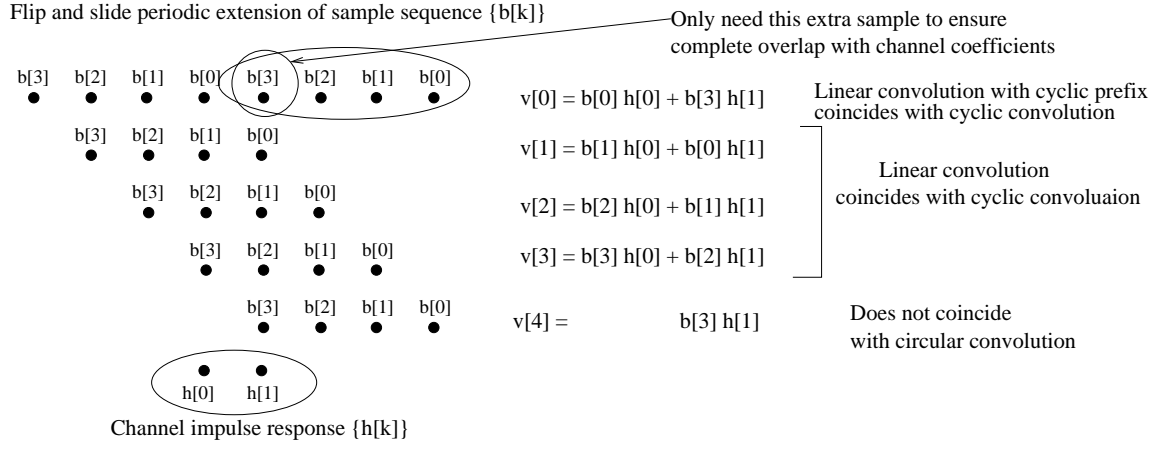 Flip and slide periodic extension of sample sequence {b[k]}
Only need this extra sample to ensure
complete overlap with channel coefficients
b[3] b[2] b[1] b[0] b[3] b[2] b[1] b[0]
v[0] = b[0] h[0] + b[3] h[1]
Linear convolution with cyclic prefix
coincides with cyclic convolution
b[3] b[2] b[1] b[0]
v[1] = b[1] h[0] + b[0] h[1]
Linear convolution
coincides with cyclic convoluaion
b[3] b[2] b[1] b[0]
v[2] = b[2] h[0] + b[1] h[1]
b[3] b[2] b[1] b[0]
v[3] = b[3] h[0] + b[2] h[1]
b[3] b[2] b[1] b[0]
v[4] = b[3] h[1]
Does not coincide
with circular convolution
h[0] h[1]
Channel impulse response {h[k]}